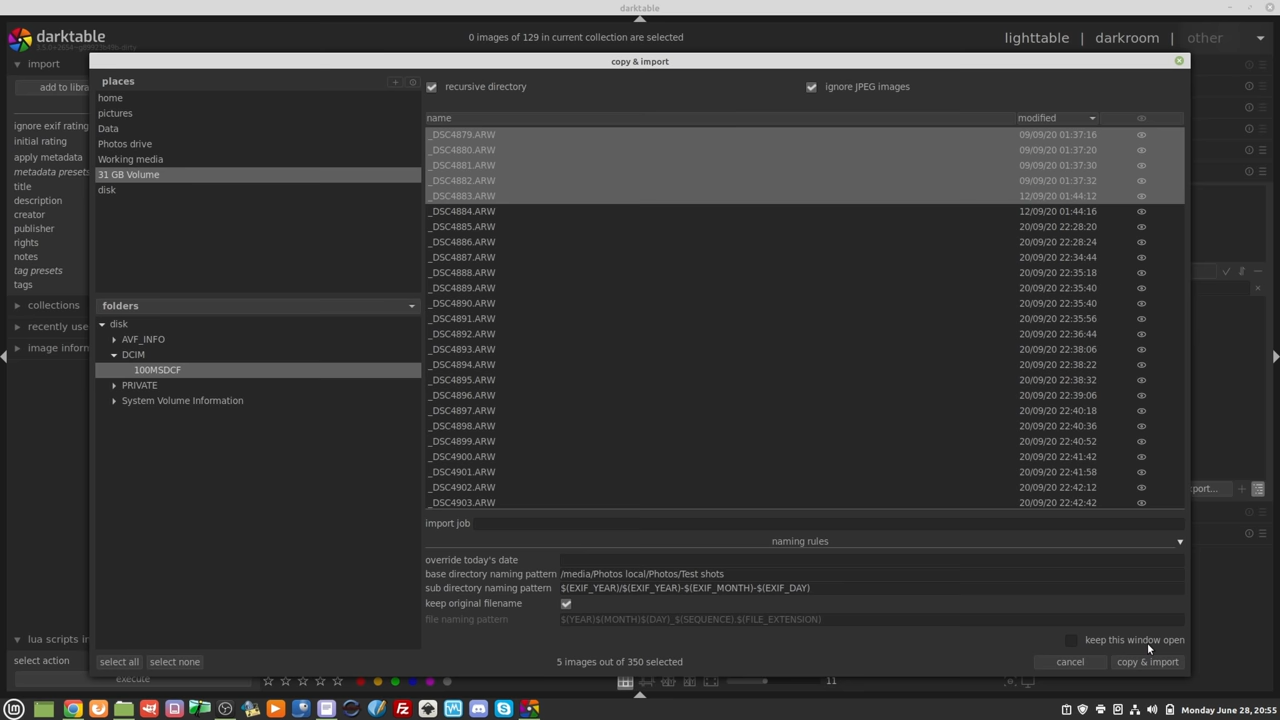 darktable
darktable
0 images of 129 in current collection are selected
lighttable | darkroom | other
import
copy & import
add to libra
ignore exif rating
initial rating
apply metadata
metadata presets
title
description
creator
publisher
rights
notes
tag presets
tags
collections
recently use
image inform
places
home
pictures
Data
Photos drive
Working media
31 GB Volume
disk
folders
disk
AVF_INFO
DCIM
100MSDCF
PRIVATE
System Volume Information
recursive directory
ignore JPEG images
name modified
_DSC4879.ARW 09/09/20 01:37:16
_DSC4880.ARW 09/09/20 01:37:20
_DSC4881.ARW 09/09/20 01:37:30
_DSC4882.ARW 09/09/20 01:37:32
_DSC4883.ARW 12/09/20 01:44:12
_DSC4884.ARW 12/09/20 01:44:16
_DSC4885.ARW 20/09/20 22:28:20
_DSC4886.ARW 20/09/20 22:28:24
_DSC4887.ARW 20/09/20 22:34:44
_DSC4888.ARW 20/09/20 22:35:18
_DSC4889.ARW 20/09/20 22:35:40
_DSC4890.ARW 20/09/20 22:35:40
_DSC4891.ARW 20/09/20 22:35:56
_DSC4892.ARW 20/09/20 22:36:44
_DSC4893.ARW 20/09/20 22:38:06
_DSC4894.ARW 20/09/20 22:38:22
_DSC4895.ARW 20/09/20 22:38:32
_DSC4896.ARW 20/09/20 22:39:06
_DSC4897.ARW 20/09/20 22:40:18
_DSC4898.ARW 20/09/20 22:40:36
_DSC4899.ARW 20/09/20 22:40:52
_DSC4900.ARW 20/09/20 22:41:42
_DSC4901.ARW 20/09/20 22:41:58
_DSC4902.ARW 20/09/20 22:42:12
_DSC4903.ARW 20/09/20 22:42:42
port...
import job
naming rules
override today's date
base directory naming pattern /media/Photos local/Photos/Test shots
sub directory naming pattern $(EXIF_YEAR)/$(EXIF_YEAR)-$(EXIF_MONTH)-$(EXIF_DAY)
keep original filename
file naming pattern $(YEAR)$(MONTH)$(DAY)_$(SEQUENCE).$(FILE_EXTENSION)
keep this window open
select all select none 5 images out of 350 selected cancel copy & import
lua scripts in
select action
execute
11
Monday June 28, 20:55